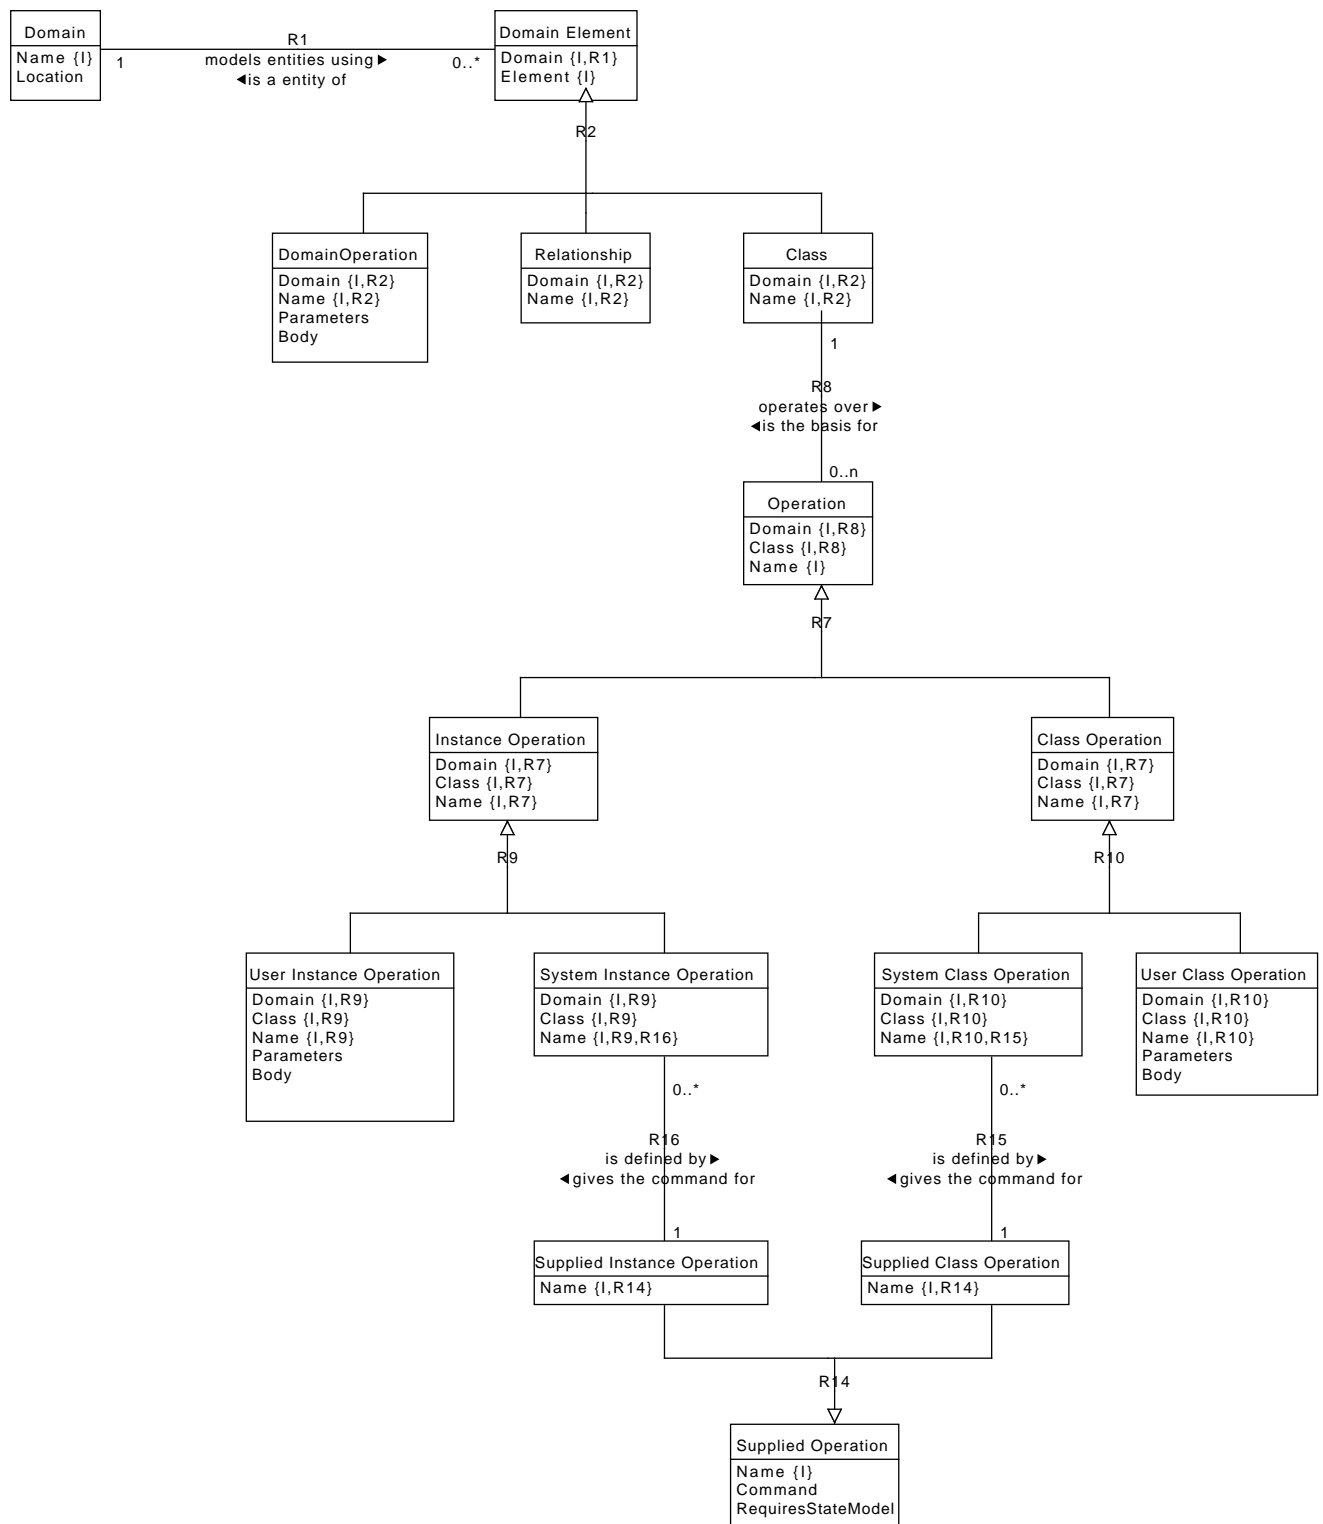 Domain
Name {I}
Location
R1
models entities using ▶
◀is a entity of
1
0..*
Domain Element
Domain {I,R1}
Element {I}
R2
DomainOperation
Domain {I,R2}
Name {I,R2}
Parameters
Body
Relationship
Domain {I,R2}
Name {I,R2}
Class
Domain {I,R2}
Name {I,R2}
1
R8
operates over ▶
◀is the basis for
0..n
Operation
Domain {I,R8}
Class {I,R8}
Name {I}
R7
Instance Operation
Domain {I,R7}
Class {I,R7}
Name {I,R7}
Class Operation
Domain {I,R7}
Class {I,R7}
Name {I,R7}
R9
R10
User Instance Operation
Domain {I,R9}
Class {I,R9}
Name {I,R9}
Parameters
Body
System Instance Operation
Domain {I,R9}
Class {I,R9}
Name {I,R9,R16}
System Class Operation
Domain {I,R10}
Class {I,R10}
Name {I,R10,R15}
User Class Operation
Domain {I,R10}
Class {I,R10}
Name {I,R10}
Parameters
Body
0..*
R16
is defined by ▶
◀gives the command for
1
0..*
R15
is defined by ▶
◀gives the command for
1
Supplied Instance Operation
Name {I,R14}
Supplied Class Operation
Name {I,R14}
R14
Supplied Operation
Name {I}
Command
RequiresStateModel